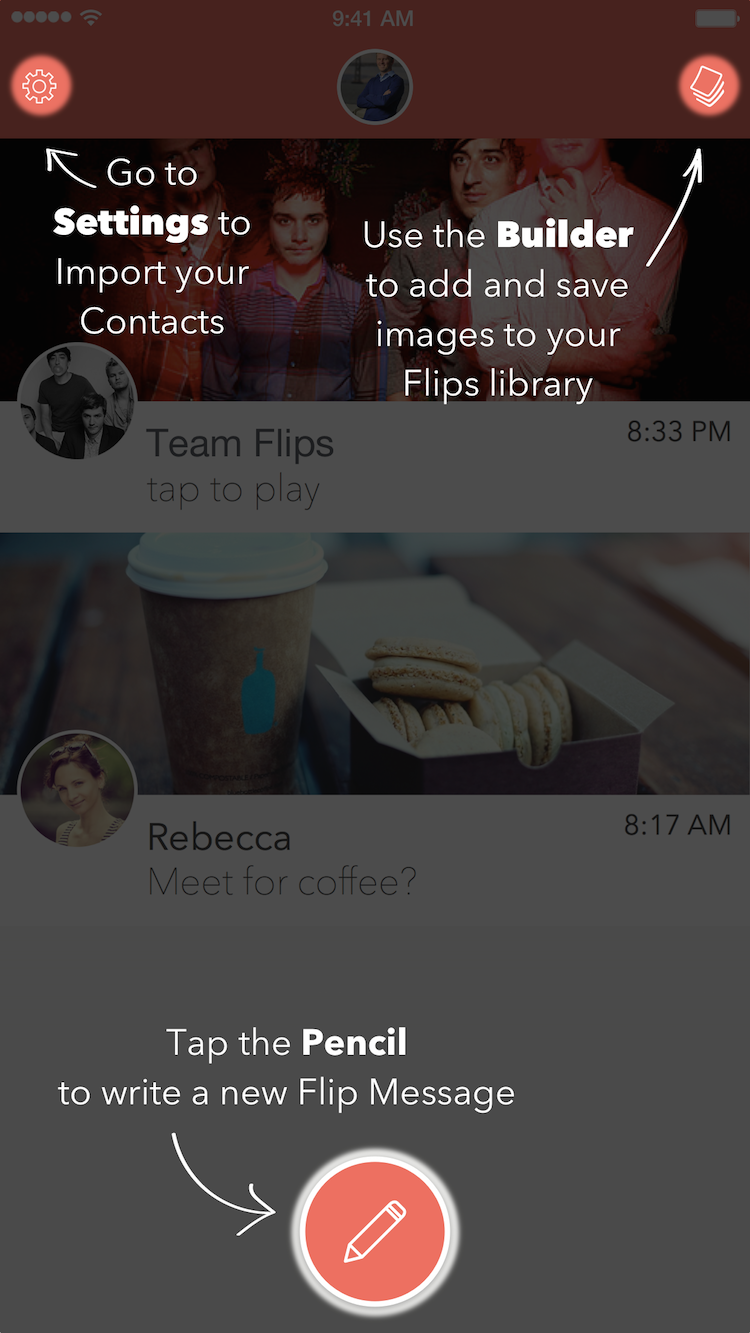 9:41 AM
Go to
Settings to
Import your
Contacts
Use the Builder
to add and save
images to your
Flips library
Team Flips
8:33 PM
tap to play
Rebecca
8:17 AM
Meet for coffee?
Tap the Pencil
to write a new Flip Message